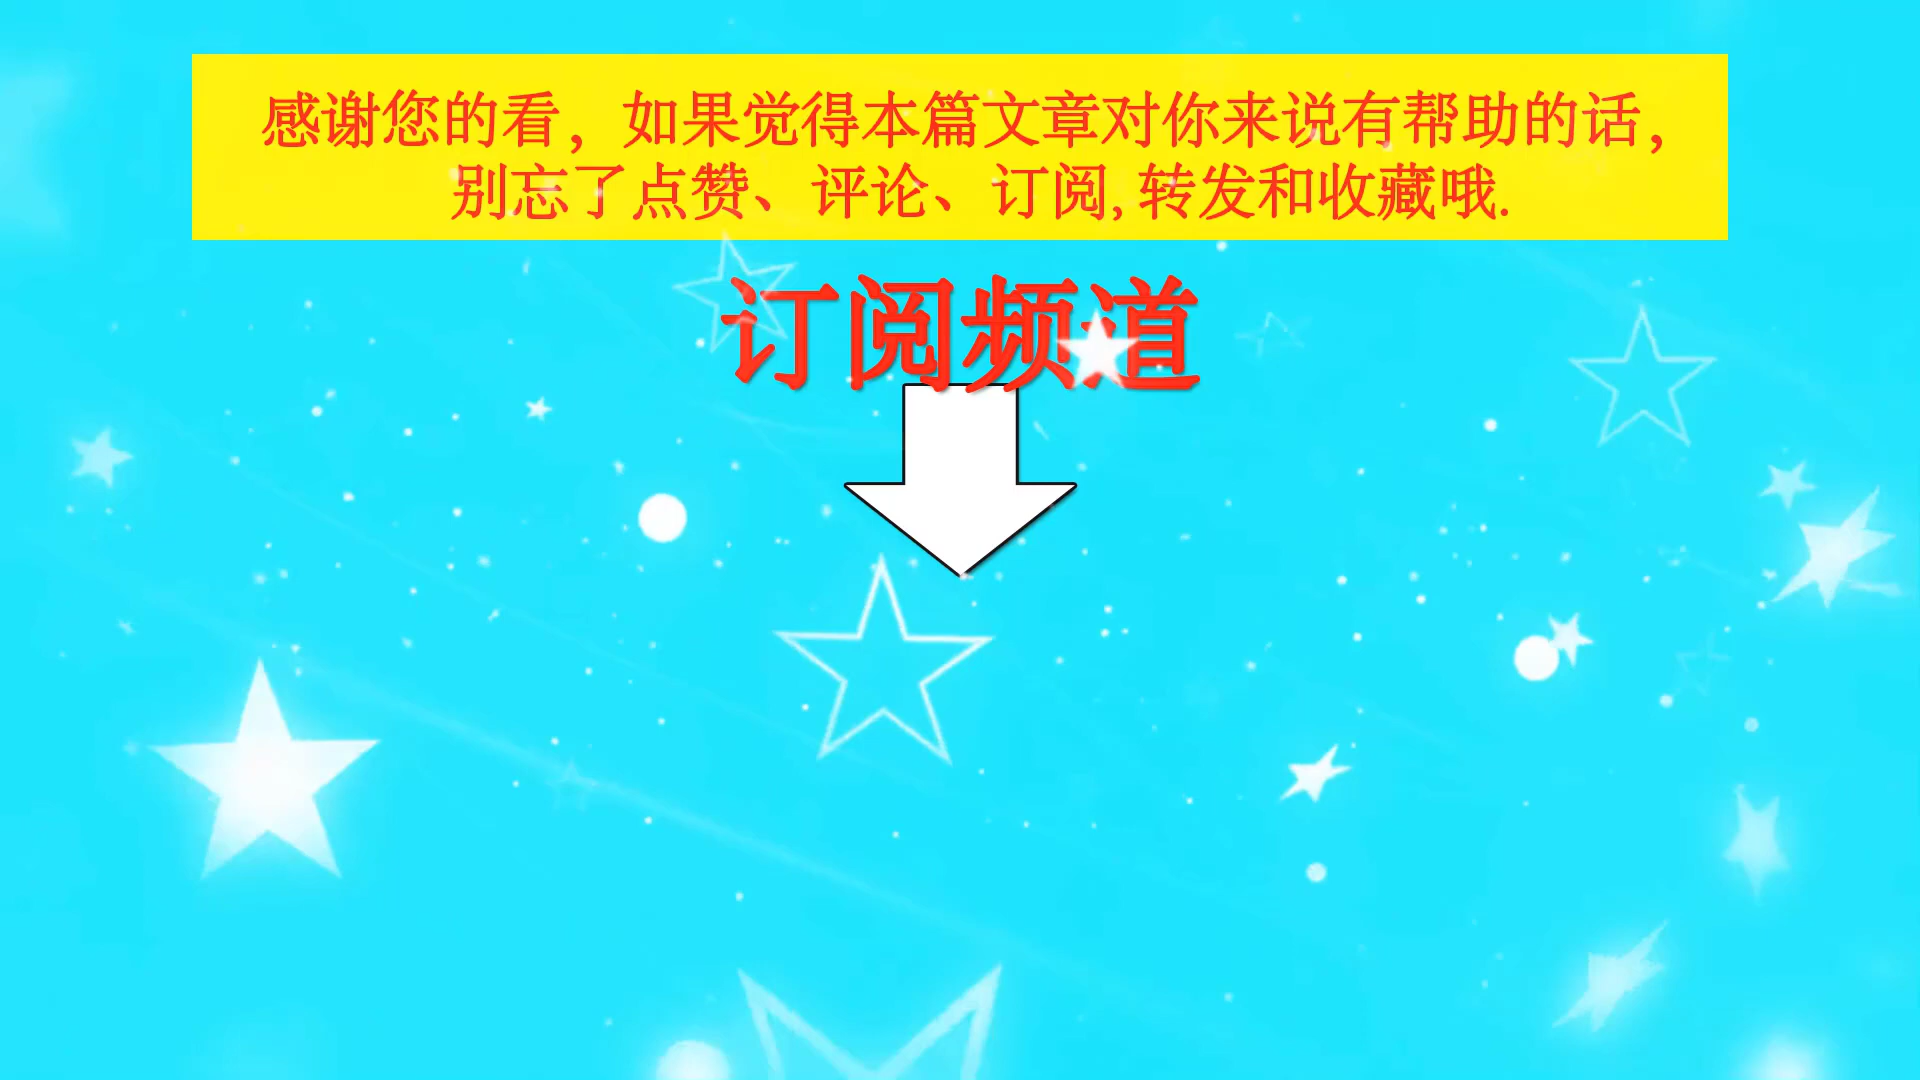 感谢您的看，如果觉得本篇文章对你来说有帮助的话，
别忘了点赞、评论、订阅,转发和收藏哦.
订阅频道